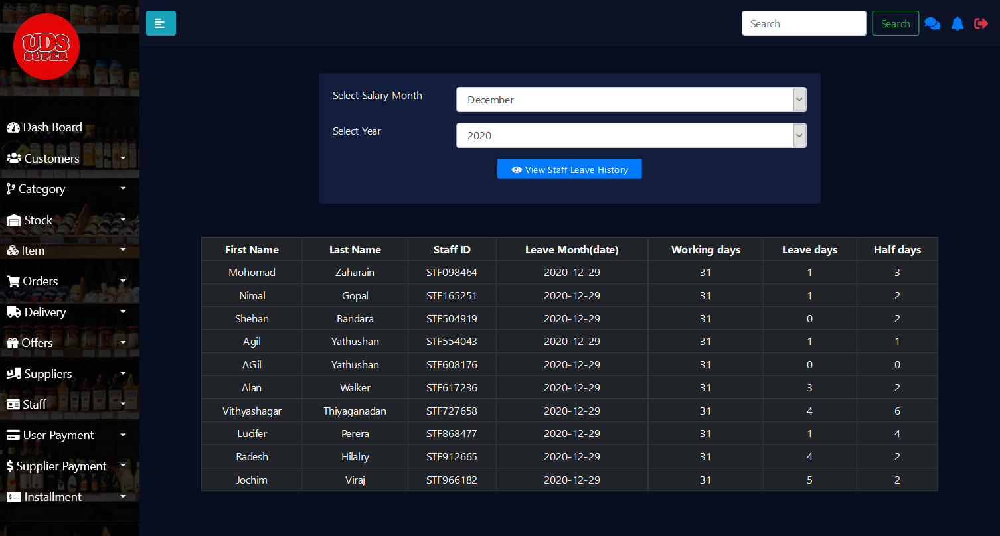 UDS
SUPER
Dash Board
Customers
Category
Stock
Item
Orders
Delivery
Offers
Suppliers
Staff
User Payment
Supplier Payment
Installment
Search Search
Select Salary Month December
Select Year 2020
View Staff Leave History
First Name Last Name Staff ID Leave Month(date) Working days Leave days Half days
Mohomad Zaharain STF098464 2020-12-29 31 1 3
Nimal Gopal STF165251 2020-12-29 31 1 2
Shehan Bandara STF504919 2020-12-29 31 0 2
Agil Yathushan STF554043 2020-12-29 31 1 1
AGil Yathushan STF608176 2020-12-29 31 0 0
Alan Walker STF617236 2020-12-29 31 3 2
Vithyashagar Thiyaganadan STF727658 2020-12-29 31 4 6
Lucifer Perera STF868477 2020-12-29 31 1 4
Radesh Hilalry STF912665 2020-12-29 31 4 2
Jochim Viraj STF966182 2020-12-29 31 5 2